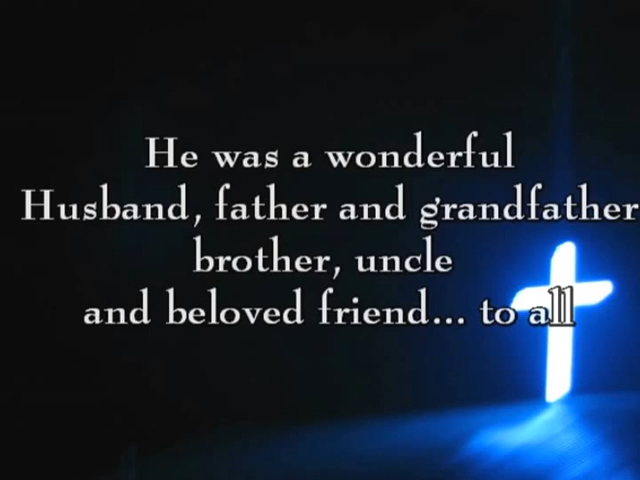 He was a wonderful
Husband, father and grandfather
brother, uncle
and beloved friend... to all